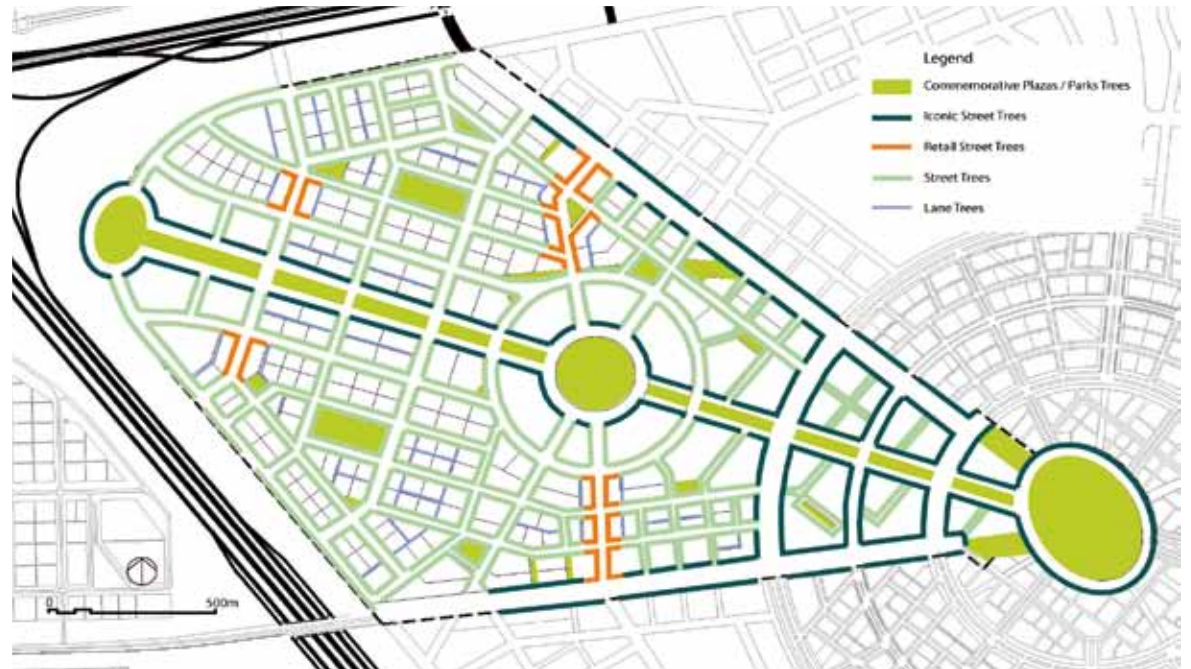 Legend
Commemorative Plazas / Parks Trees
Iconic Street Trees
Retail Street Trees
Street Trees
Lane Trees
0 500m